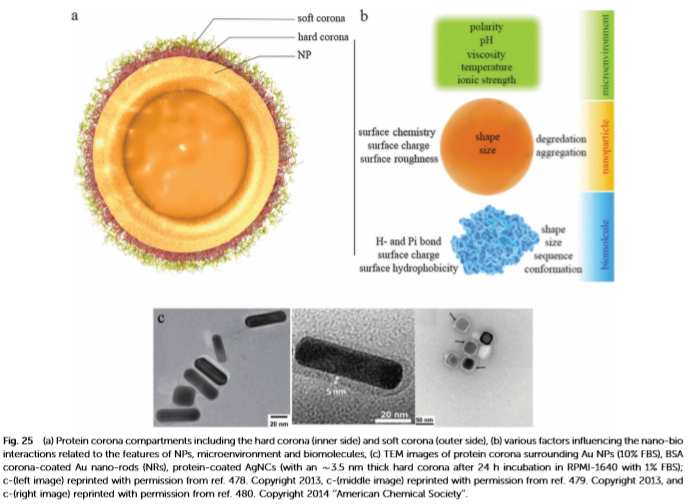 a
soft corona
hard corona
NP
b
polarity
pH
viscosity
temperature
ionic strength
microenvironment
surface chemistry
surface charge
surface roughness
shape
size
degredation
aggregation
nanoparticle
H- and Pi bond
surface charge
surface hydrophobicity
shape
size
sequence
conformation
biomolcule
c
20 nm
5 nm
20 nm
50 nm
Fig. 25 (a) Protein corona compartments including the hard corona (inner side) and soft corona (outer side), (b) various factors influencing the nano-bio
interactions related to the features of NPs, microenvironment and biomolecules, (c) TEM images of protein corona surrounding Au NPs (10% FBS), BSA
corona-coated Au nano-rods (NRs), protein-coated AgNCs (with an ~3.5 nm thick hard corona after 24 h incubation in RPMI-1640 with 1% FBS);
c-(left image) reprinted with permission from ref. 478. Copyright 2013, c-(middle image) reprinted with permission from ref. 479. Copyright 2013, and
c-(right image) reprinted with permission from ref. 480. Copyright 2014 "American Chemical Society".